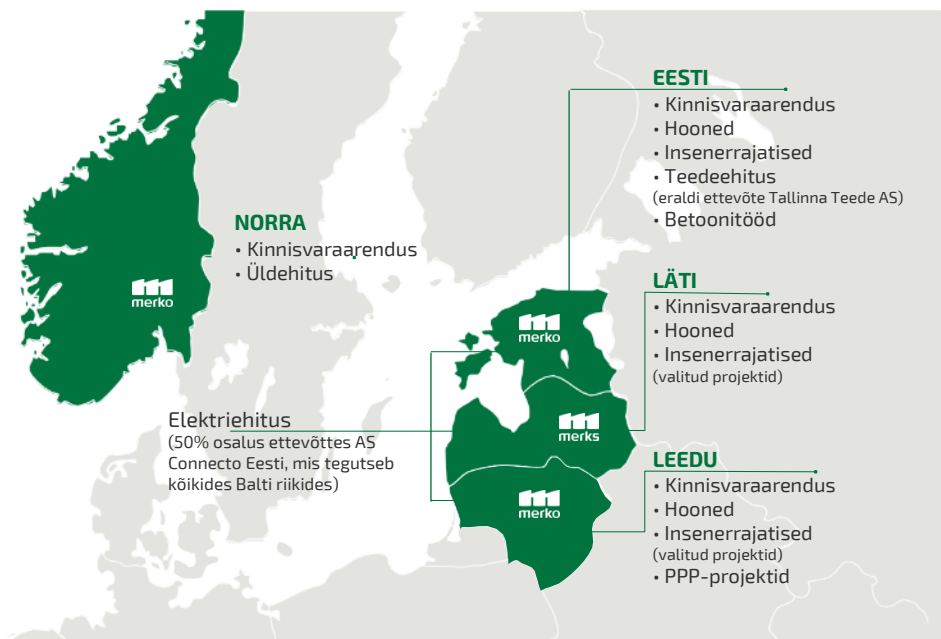 NORRA
• Kinnisvaraarendus
• Üldehitus
merko
Elektriehitus
(50% osalus ettevõttes AS
Connecto Eesti, mis tegutseb
kõikides Balti riikides)
EESTI
• Kinnisvaraarendus
• Hooned
• Insenerrajatised
• Teedeehitus
(eraldi ettevõte Tallinna Teede AS)
• Betoonitööd
merko
LÄTI
• Kinnisvaraarendus
• Hooned
• Insenerrajatised
(valitud projektid)
merks
LEEDU
• Kinnisvaraarendus
• Hooned
• Insenerrajatised
(valitud projektid)
• PPP-projektid
merko